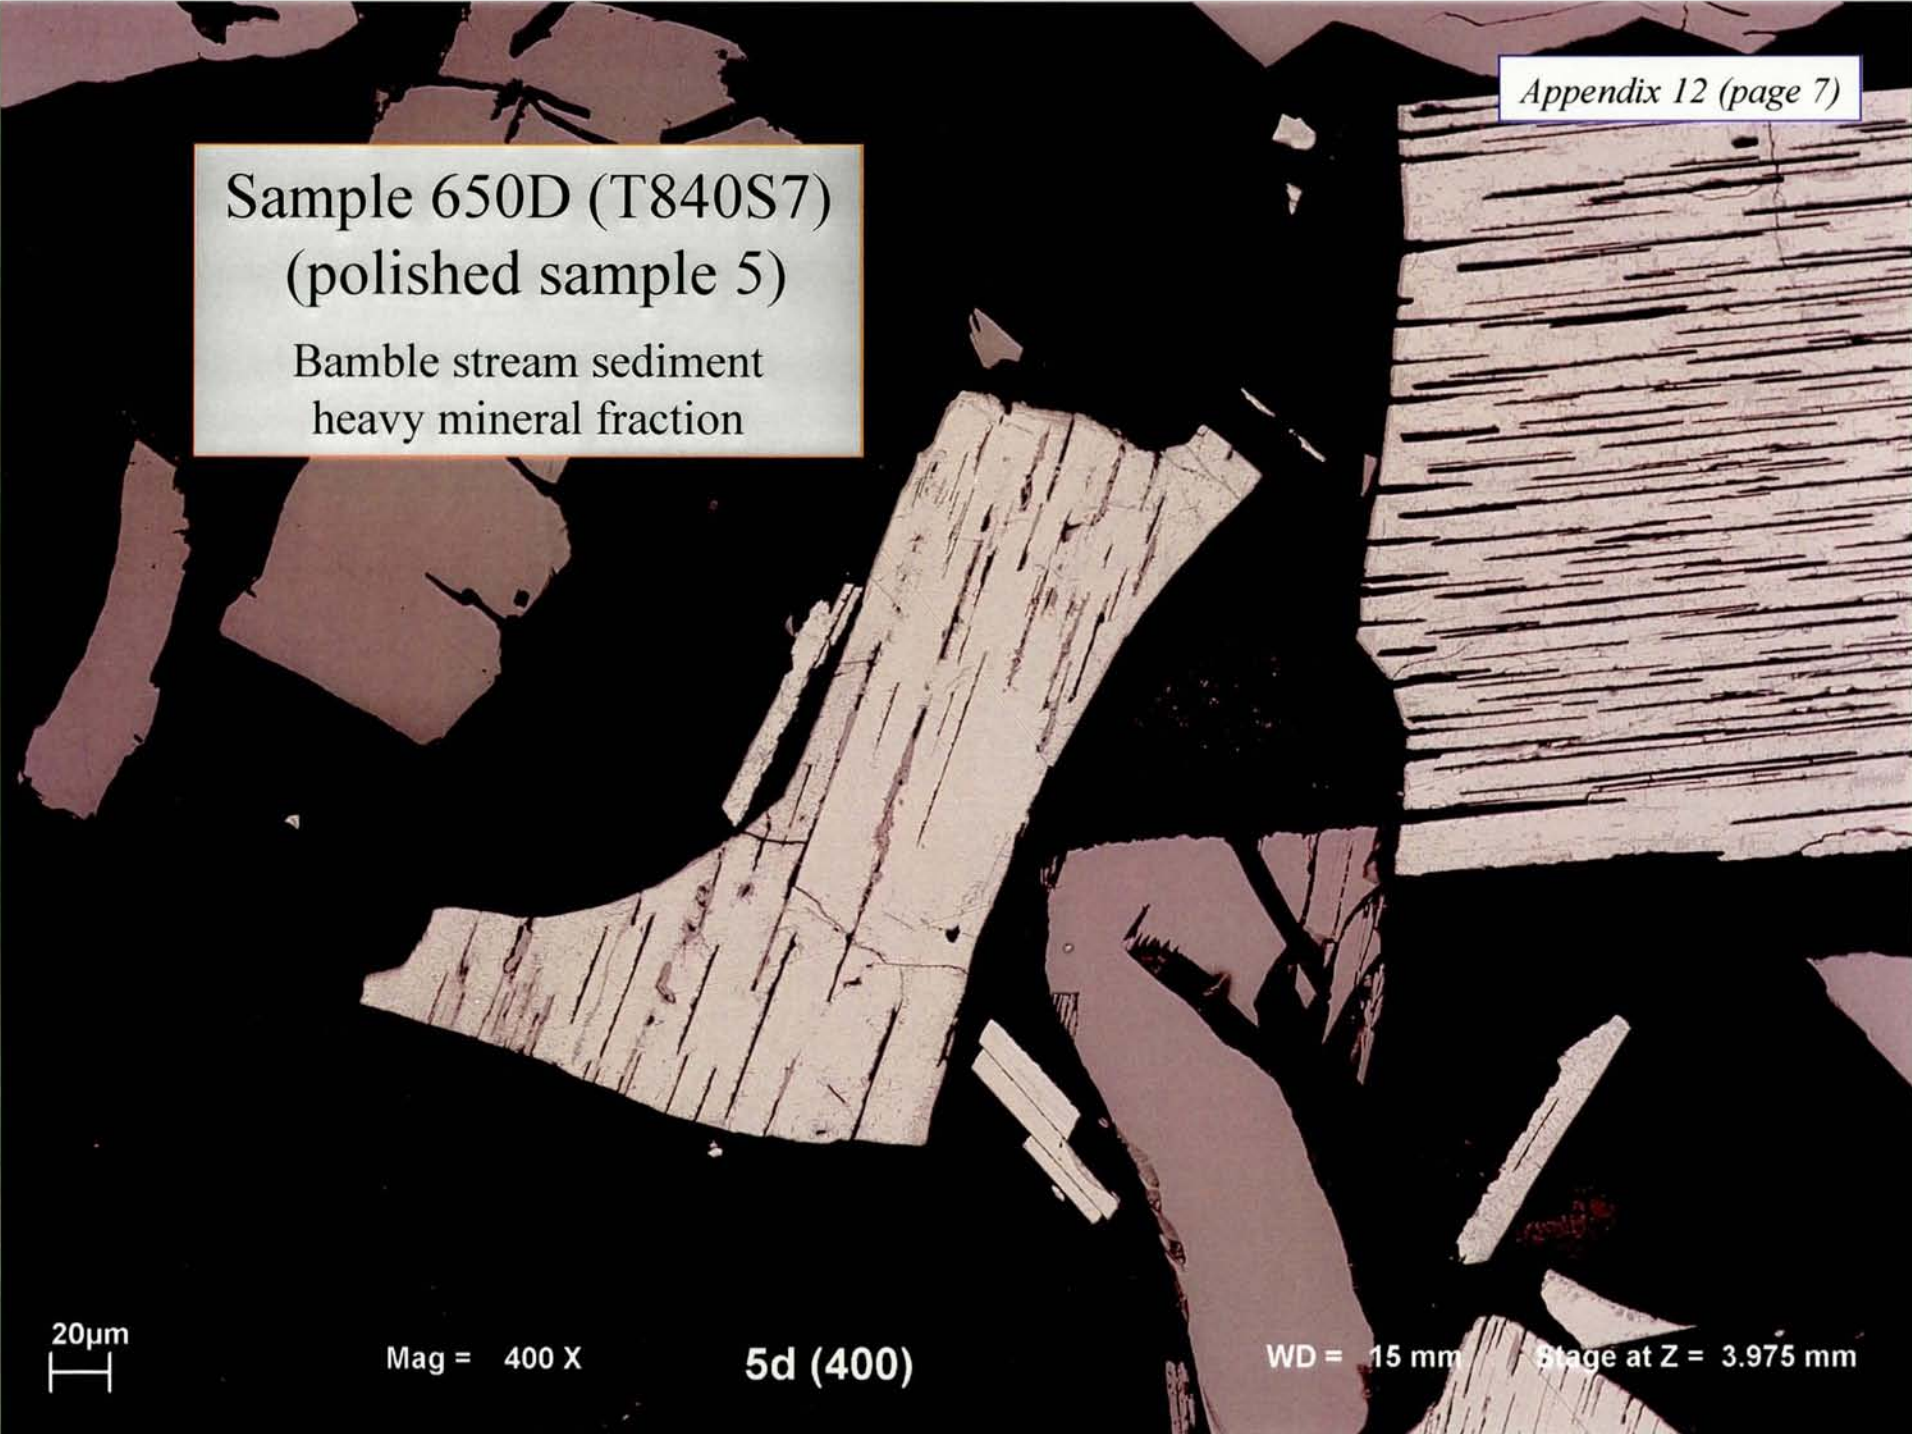 Appendix 12 (page 7)
Sample 650D (T840S7)
(polished sample 5)
Bamble stream sediment
heavy mineral fraction
20µm
Mag = 400 X
5d (400)
WD = 15 mm
Stage at Z = 3.975 mm